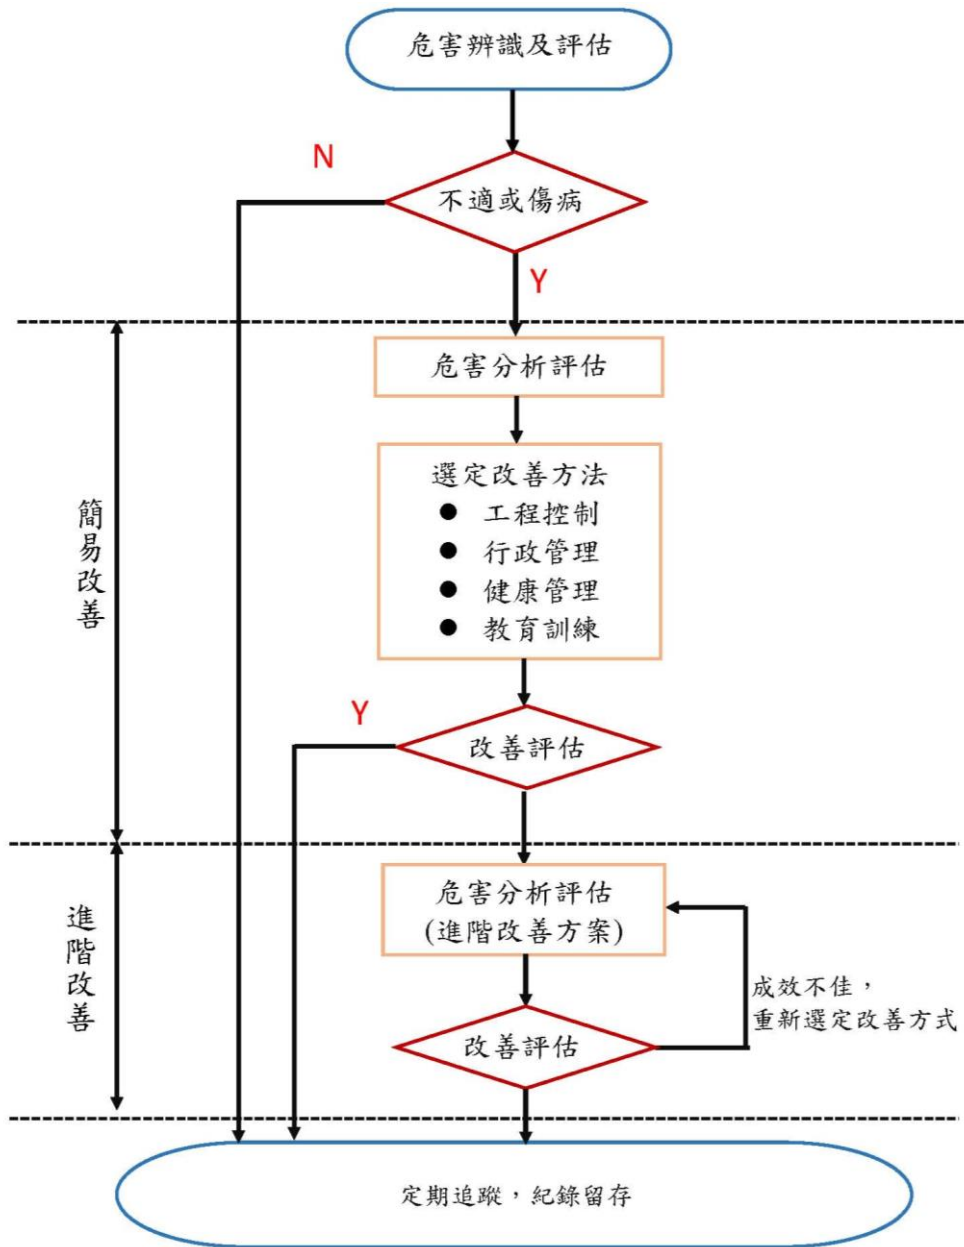 危害辨識及評估
N
不適或傷病
Y
簡易改善
危害分析評估
選定改善方法
● 工程控制
● 行政管理
● 健康管理
● 教育訓練
Y
改善評估
進階改善
危害分析評估
(進階改善方案)
成效不佳，
重新選定改善方式
改善評估
定期追蹤，紀錄留存